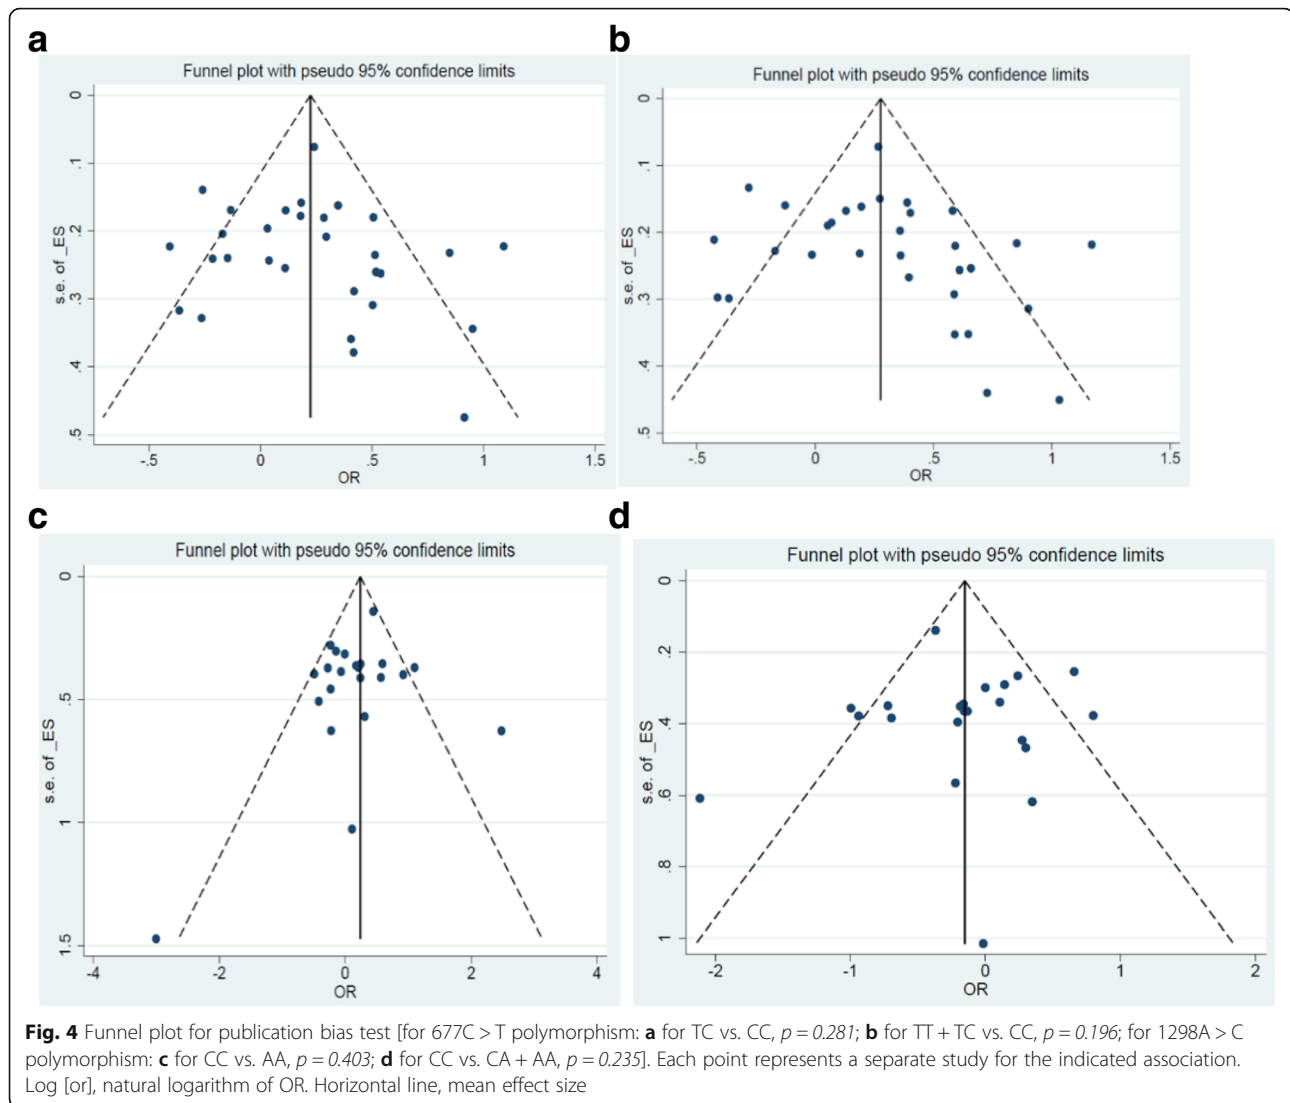 a
Funnel plot with pseudo 95% confidence limits
0
.1
.2
.3
.4
.5
s.e. of _ES
-.5
0
.5
1
1.5
OR
b
Funnel plot with pseudo 95% confidence limits
0
.1
.2
.3
.4
.5
s.e. of _ES
-.5
0
.5
1
1.5
OR
c
Funnel plot with pseudo 95% confidence limits
0
.5
1
1.5
s.e. of _ES
-4
-2
0
2
4
OR
d
Funnel plot with pseudo 95% confidence limits
0
.2
.4
.6
.8
1
s.e. of _ES
-2
-1
0
1
2
OR
Fig. 4 Funnel plot for publication bias test [for 677C > T polymorphism: a for TC vs. CC, p = 0.281; b for TT + TC vs. CC, p = 0.196; for 1298A > C
polymorphism: c for CC vs. AA, p = 0.403; d for CC vs. CA + AA, p = 0.235]. Each point represents a separate study for the indicated association.
Log [or], natural logarithm of OR. Horizontal line, mean effect size